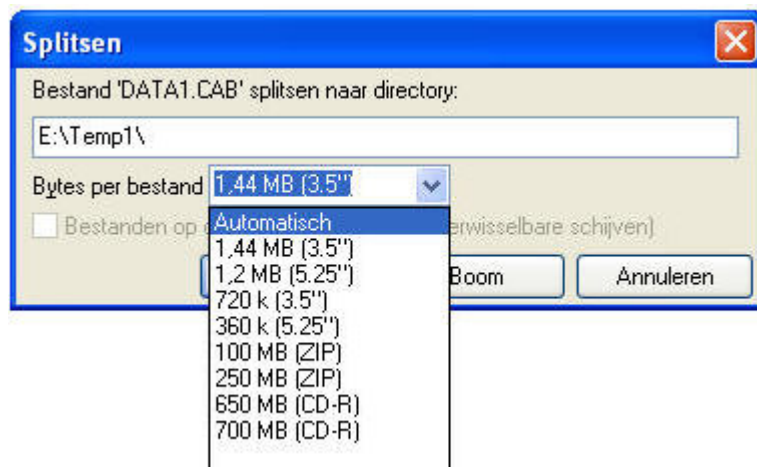 Splitsen
Bestand 'DATA1.CAB' splitsen naar directory:
E:\Temp1\
Bytes per bestand 1,44 MB (3.5")
Bestanden op erwisselbare schijven)
Boom Annuleren
Automatisch
1,44 MB (3.5")
1,2 MB (5.25")
720 k (3.5")
360 k (5.25")
100 MB (ZIP)
250 MB (ZIP)
650 MB (CD-R)
700 MB (CD-R)